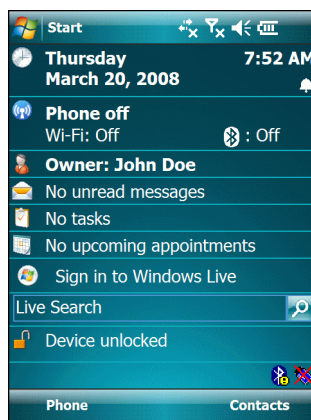 Start
Thursday 7:52 AM
March 20, 2008
Phone off
Wi-Fi: Off : Off
Owner: John Doe
No unread messages
No tasks
No upcoming appointments
Sign in to Windows Live
Live Search
Device unlocked
Phone Contacts